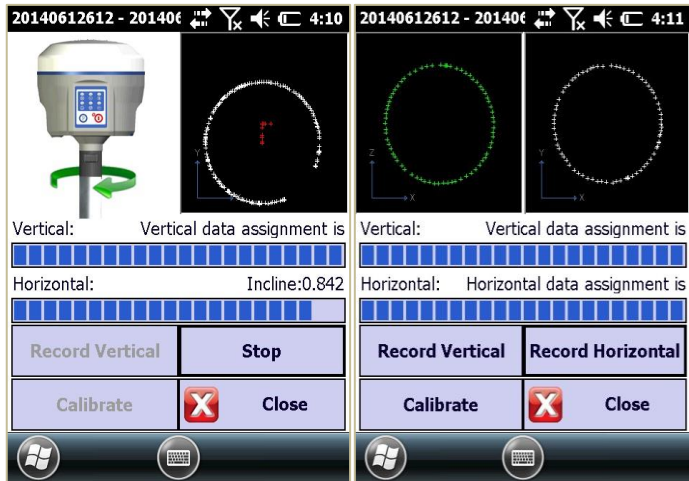 20140612612 - 201406 4:10
Y
X
Vertical: Vertical data assignment is
Horizontal: Incline:0.842
Record Vertical Stop
Calibrate Close
20140612612 - 201406 4:11
Z
X
Y
X
Vertical: Vertical data assignment is
Horizontal: Horizontal data assignment is
Record Vertical Record Horizontal
Calibrate Close